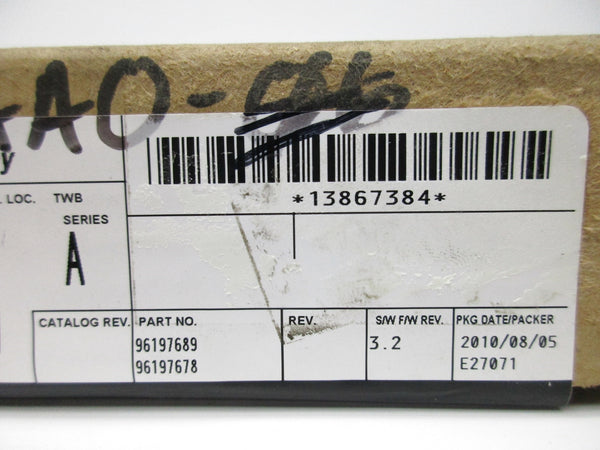 AO-
y
*13867384*
LOC. TWB
SERIES
A
CATALOG REV. PART NO. REV. S/W F/W REV. PKG DATE/PACKER
96197689 3.2 2010/08/05
96197678 E27071